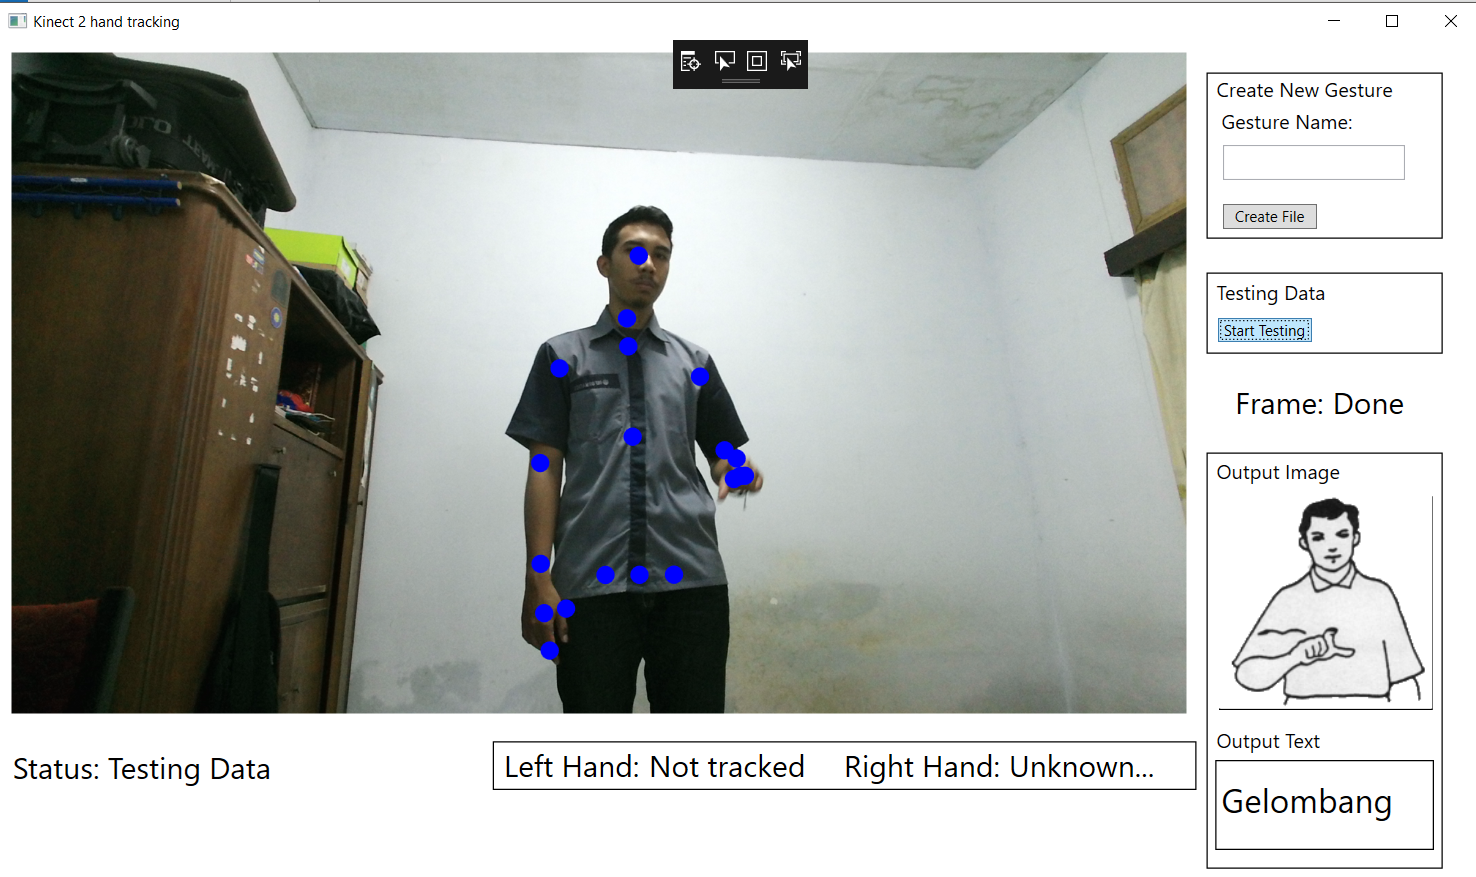 Kinect 2 hand tracking
Create New Gesture
Gesture Name:
Create File
Testing Data
Start Testing
Frame: Done
Output Image
Output Text
Gelombang
Status: Testing Data
Left Hand: Not tracked Right Hand: Unknown...